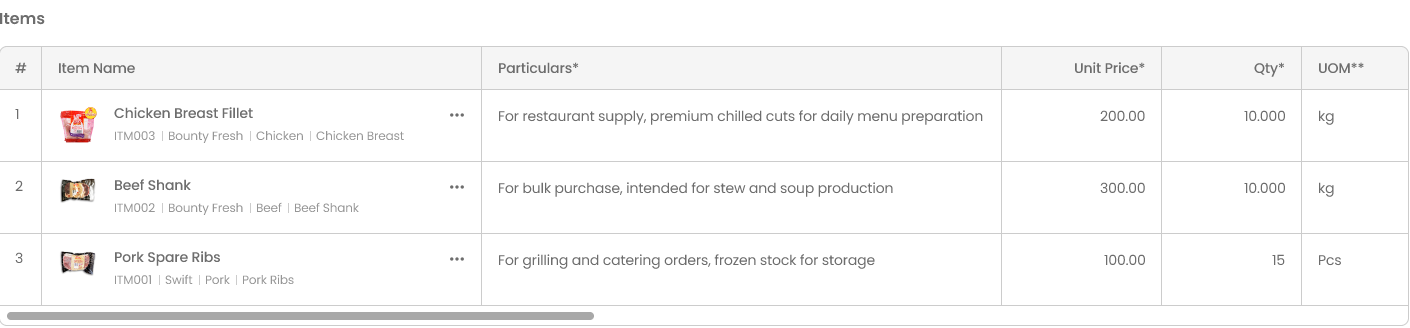 Items
# Item Name Particulars* Unit Price* Qty* UOM**
1 Chicken Breast Fillet ••• For restaurant supply, premium chilled cuts for daily menu preparation 200.00 10.000 kg
ITM003 | Bounty Fresh | Chicken | Chicken Breast
2 Beef Shank ••• For bulk purchase, intended for stew and soup production 300.00 10.000 kg
ITM002 | Bounty Fresh | Beef | Beef Shank
3 Pork Spare Ribs ••• For grilling and catering orders, frozen stock for storage 100.00 15 Pcs
ITM001 | Swift | Pork | Pork Ribs